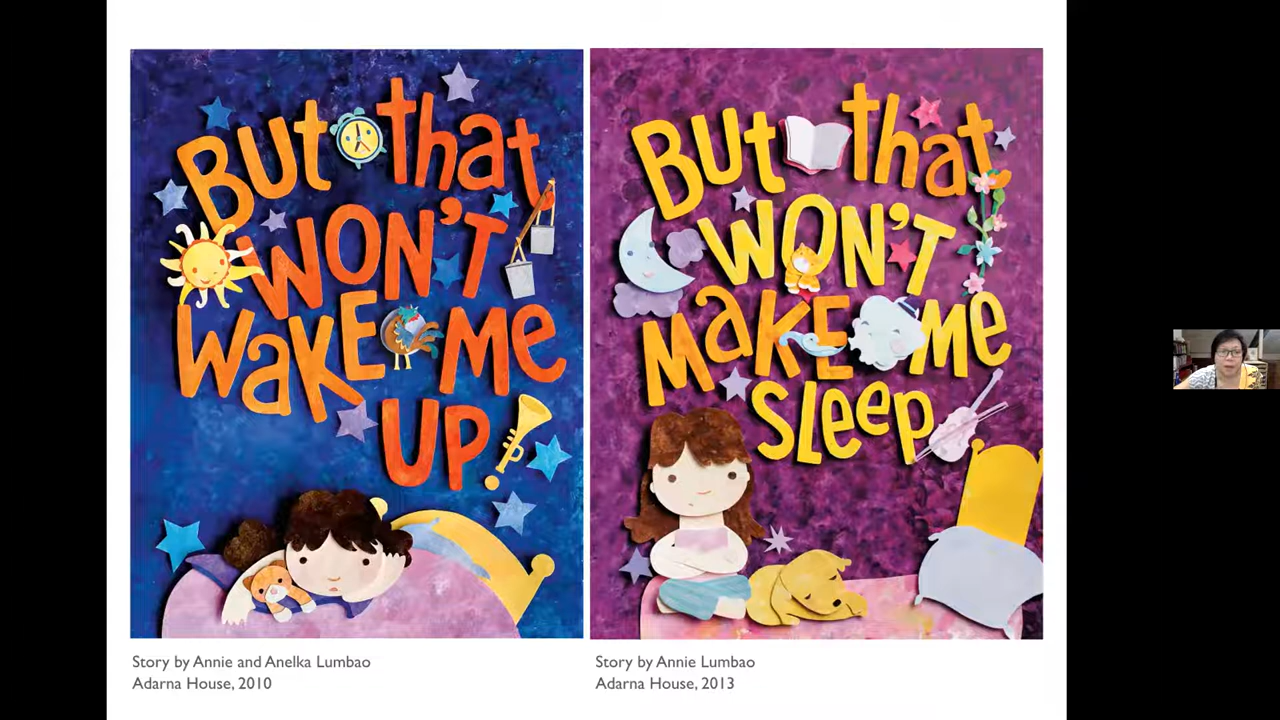 But that
WON'T
WaKE Me
UP!
Story by Annie and Anelka Lumbao
Adarna House, 2010
But that
WON'T
MaKE Me
Sleep
Story by Annie Lumbao
Adarna House, 2013